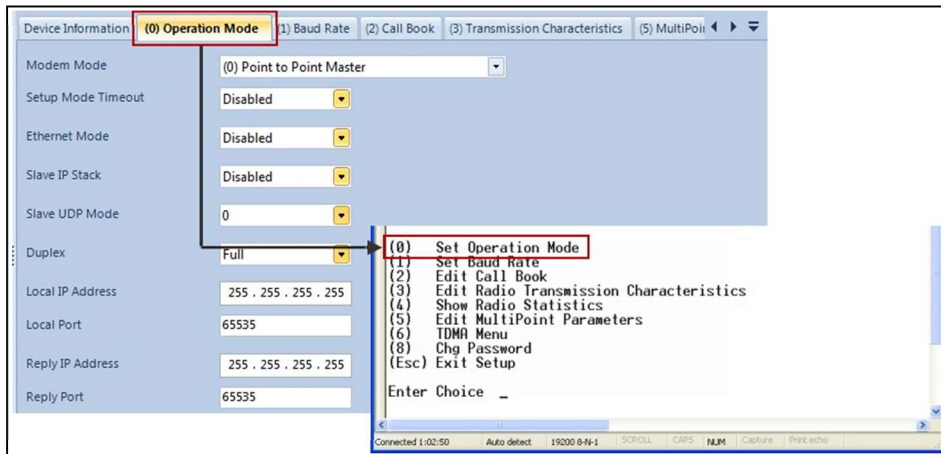 Device Information (0) Operation Mode (1) Baud Rate (2) Call Book (3) Transmission Characteristics (5) MultiPoi
Modem Mode (0) Point to Point Master
Setup Mode Timeout Disabled
Ethernet Mode Disabled
Slave IP Stack Disabled
Slave UDP Mode 0
Duplex Full
Local IP Address 255 . 255 . 255 . 255
Local Port 65535
Reply IP Address 255 . 255 . 255 . 255
Reply Port 65535
(0) Set Operation Mode
(1) Set Baud Rate
(2) Edit Call Book
(3) Edit Radio Transmission Characteristics
(4) Show Radio Statistics
(5) Edit MultiPoint Parameters
(6) TDMA Menu
(8) Chg Password
(Esc) Exit Setup
Enter Choice _
Connected 1:02:50 Auto detect 19200 8-N-1 SCROLL CAPS NUM Capture Print echo